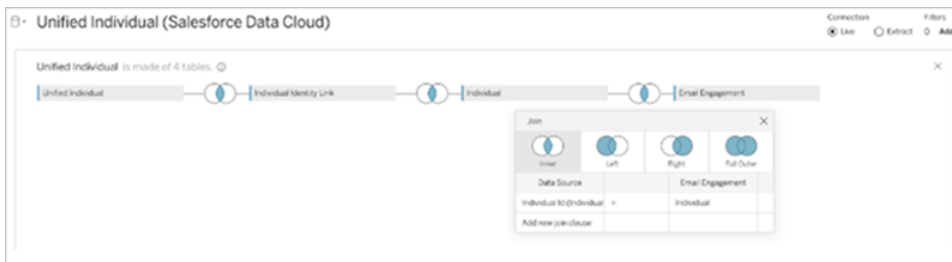 Unified Individual (Salesforce Data Cloud)
Connection
Filters
Live
Extract
0
Add
Unified Individual is made of 4 tables.
Unified Individual
Individual Identity Link
Individual
Email Engagement
Join
Inner
Left
Right
Full Outer
Data Source
Email Engagement
Individual Id (Individual
=
Individual
Add new join clause